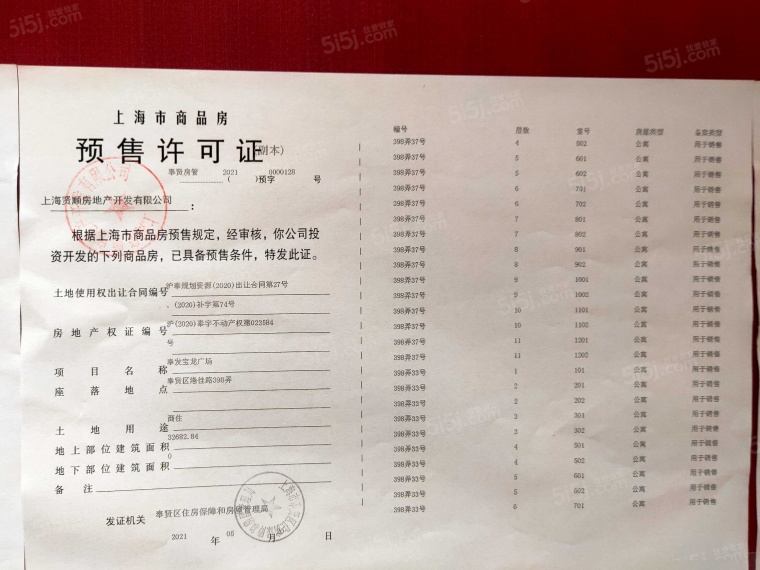 上海市商品房
预售许可证(副本)
奉贤房管 2021 0000128
( )预字 号
上海贤顺房地产开发有限公司 :
根据上海市商品房预售规定,经审核,你公司投
资开发的下列商品房,已具备预售条件,特发此证。
土地使用权出让合同编号 沪奉规划资源(2020)出让合同第27号
、(2020)补字第74号
房地产权证编号 沪(2020)奉字不动产权第022584
号
项目名称 奉发宝龙广场
座落地点 奉贤区港佳路398弄
土地用途 商住
地上部位建筑面积 32682.84
地下部位建筑面积 0
备注
发证机关 奉贤区住房保障和房屋管理局
2021 年 05 月 日
幢号 层数 室号 房屋类型 备案类型
398弄37号 4 502 公寓 用于销售
398弄37号 5 601 公寓 用于销售
398弄37号 5 602 公寓 用于销售
398弄37号 6 701 公寓 用于销售
398弄37号 6 702 公寓 用于销售
398弄37号 7 801 公寓 用于销售
398弄37号 7 802 公寓 用于销售
398弄37号 8 901 公寓 用于销售
398弄37号 8 902 公寓 用于销售
398弄37号 9 1001 公寓 用于销售
398弄37号 9 1002 公寓 用于销售
398弄37号 10 1101 公寓 用于销售
398弄37号 10 1102 公寓 用于销售
398弄37号 11 1201 公寓 用于销售
398弄37号 11 1202 公寓 用于销售
398弄33号 1 101 公寓 用于销售
398弄33号 2 201 公寓 用于销售
398弄33号 2 202 公寓 用于销售
398弄33号 3 301 公寓 用于销售
398弄33号 3 302 公寓 用于销售
398弄33号 4 501 公寓 用于销售
398弄33号 4 502 公寓 用于销售
398弄33号 5 601 公寓 用于销售
398弄33号 5 602 公寓 用于销售
398弄33号 6 701 公寓 用于销售
5i5j.com 我爱我家